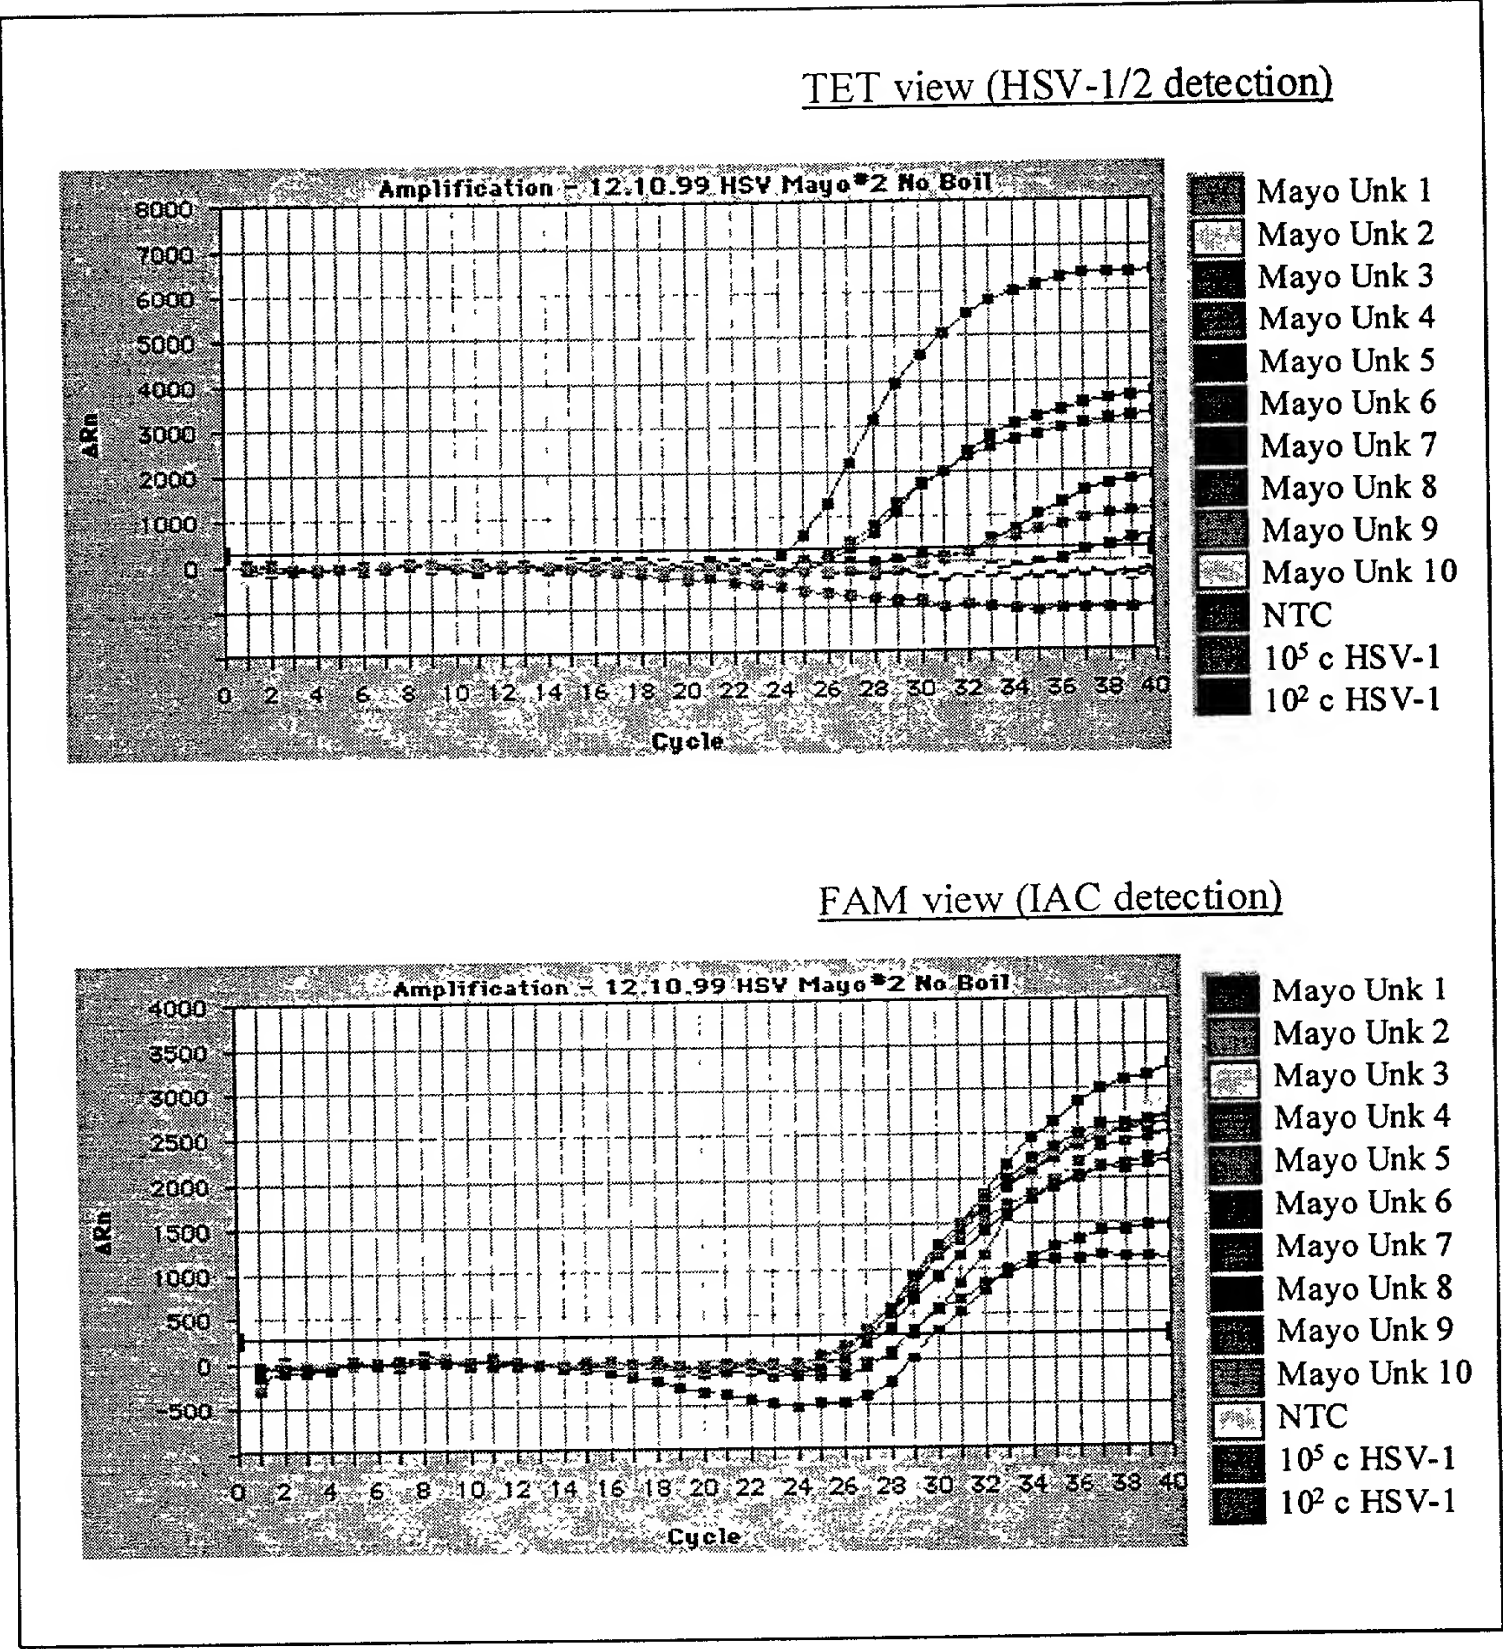 TET view (HSV-1/2 detection)
Amplification - 12.10.99 HSV Mayo#2 No Boil
8000
7000
6000
5000
4000
3000
2000
1000
0
ΔRn
0 2 4 6 8 10 12 14 16 18 20 22 24 26 28 30 32 34 36 38 40
Cycle
Mayo Unk 1
Mayo Unk 2
Mayo Unk 3
Mayo Unk 4
Mayo Unk 5
Mayo Unk 6
Mayo Unk 7
Mayo Unk 8
Mayo Unk 9
Mayo Unk 10
NTC
10⁵ c HSV-1
10² c HSV-1
FAM view (IAC detection)
Amplification - 12.10.99 HSV Mayo#2 No Boil
4000
3500
3000
2500
2000
1500
1000
500
0
-500
ΔRn
0 2 4 6 8 10 12 14 16 18 20 22 24 26 28 30 32 34 36 38 40
Cycle
Mayo Unk 1
Mayo Unk 2
Mayo Unk 3
Mayo Unk 4
Mayo Unk 5
Mayo Unk 6
Mayo Unk 7
Mayo Unk 8
Mayo Unk 9
Mayo Unk 10
NTC
10⁵ c HSV-1
10² c HSV-1